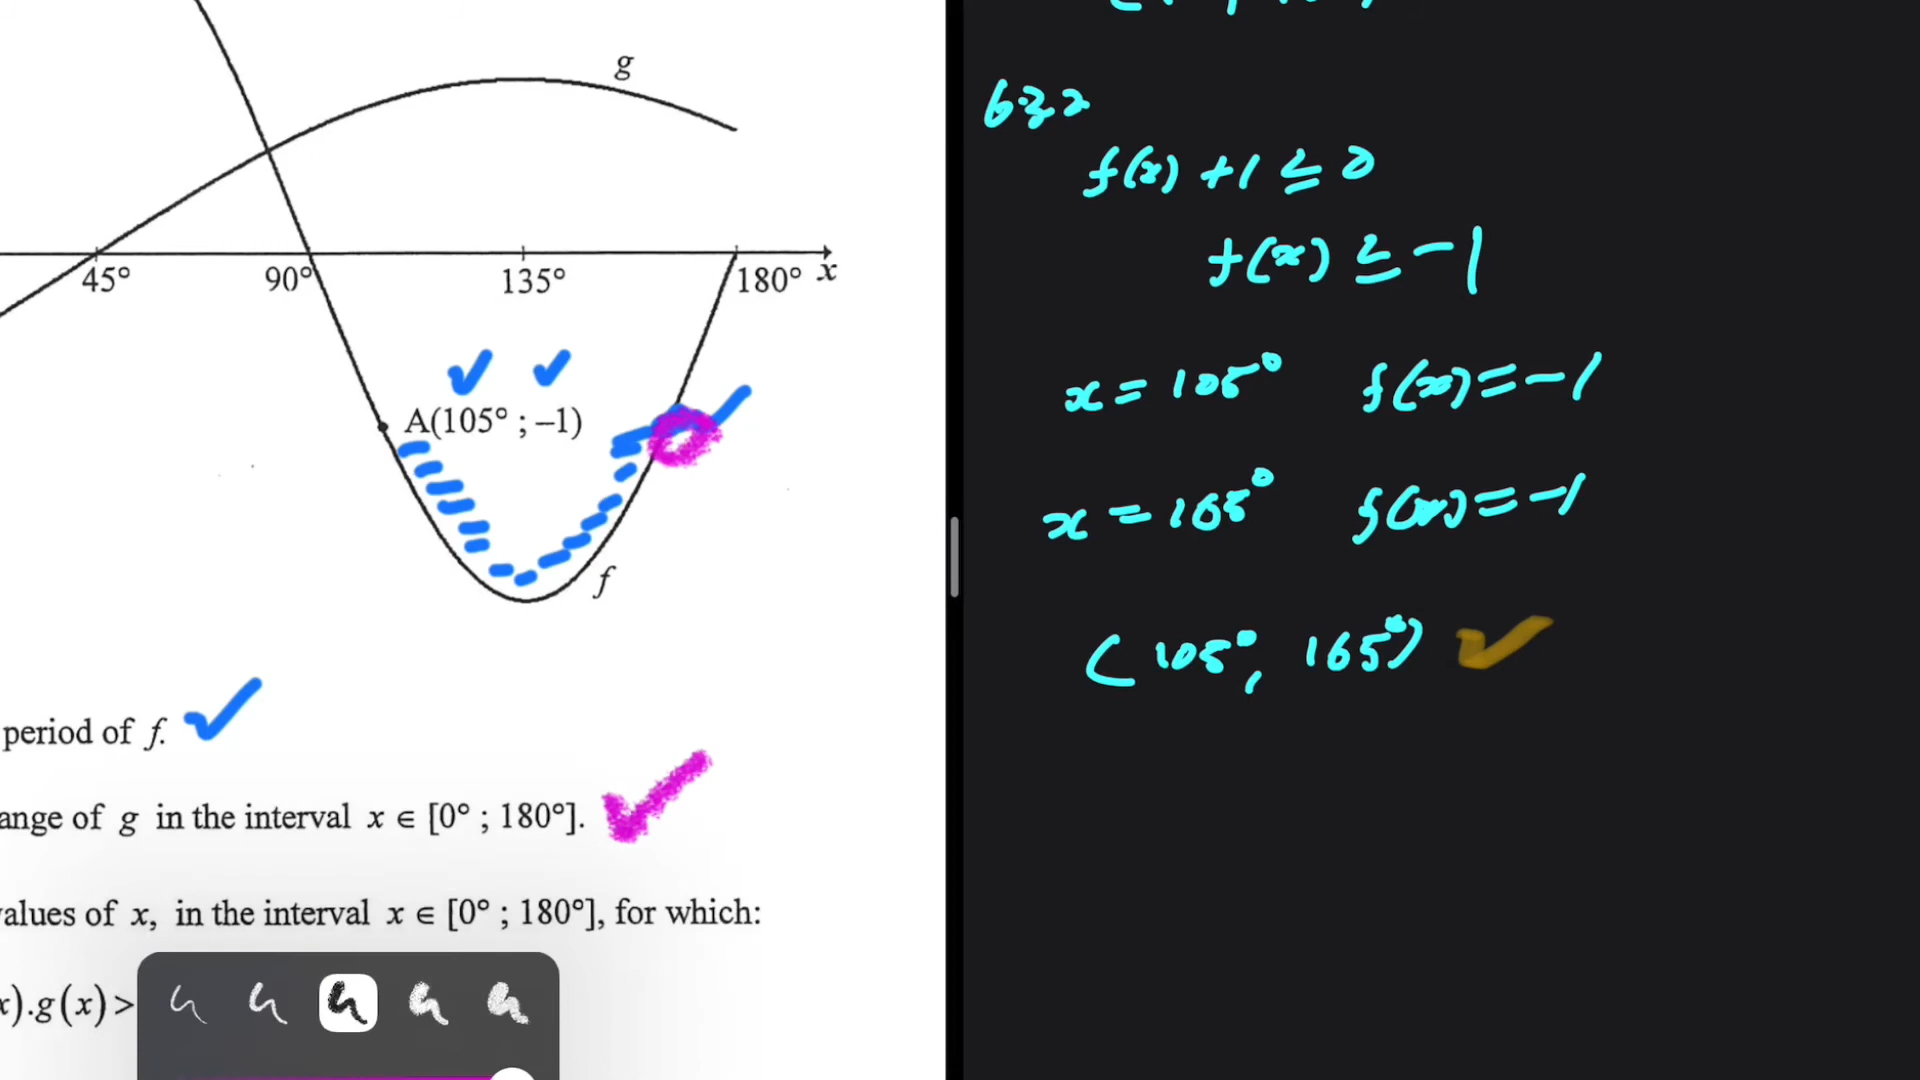 g
45°
90°
135°
180° x
A(105° ; –1)
f
period of f.
ange of g in the interval x ∈ [0° ; 180°].
values of x, in the interval x ∈ [0° ; 180°], for which:
x).g(x)>
6.3.2
f(x) +1 ≤ 0
f(x) ≥ -1
x = 105° f(x) = -1
x = 165° f(x) = -1
( 105°, 165°)